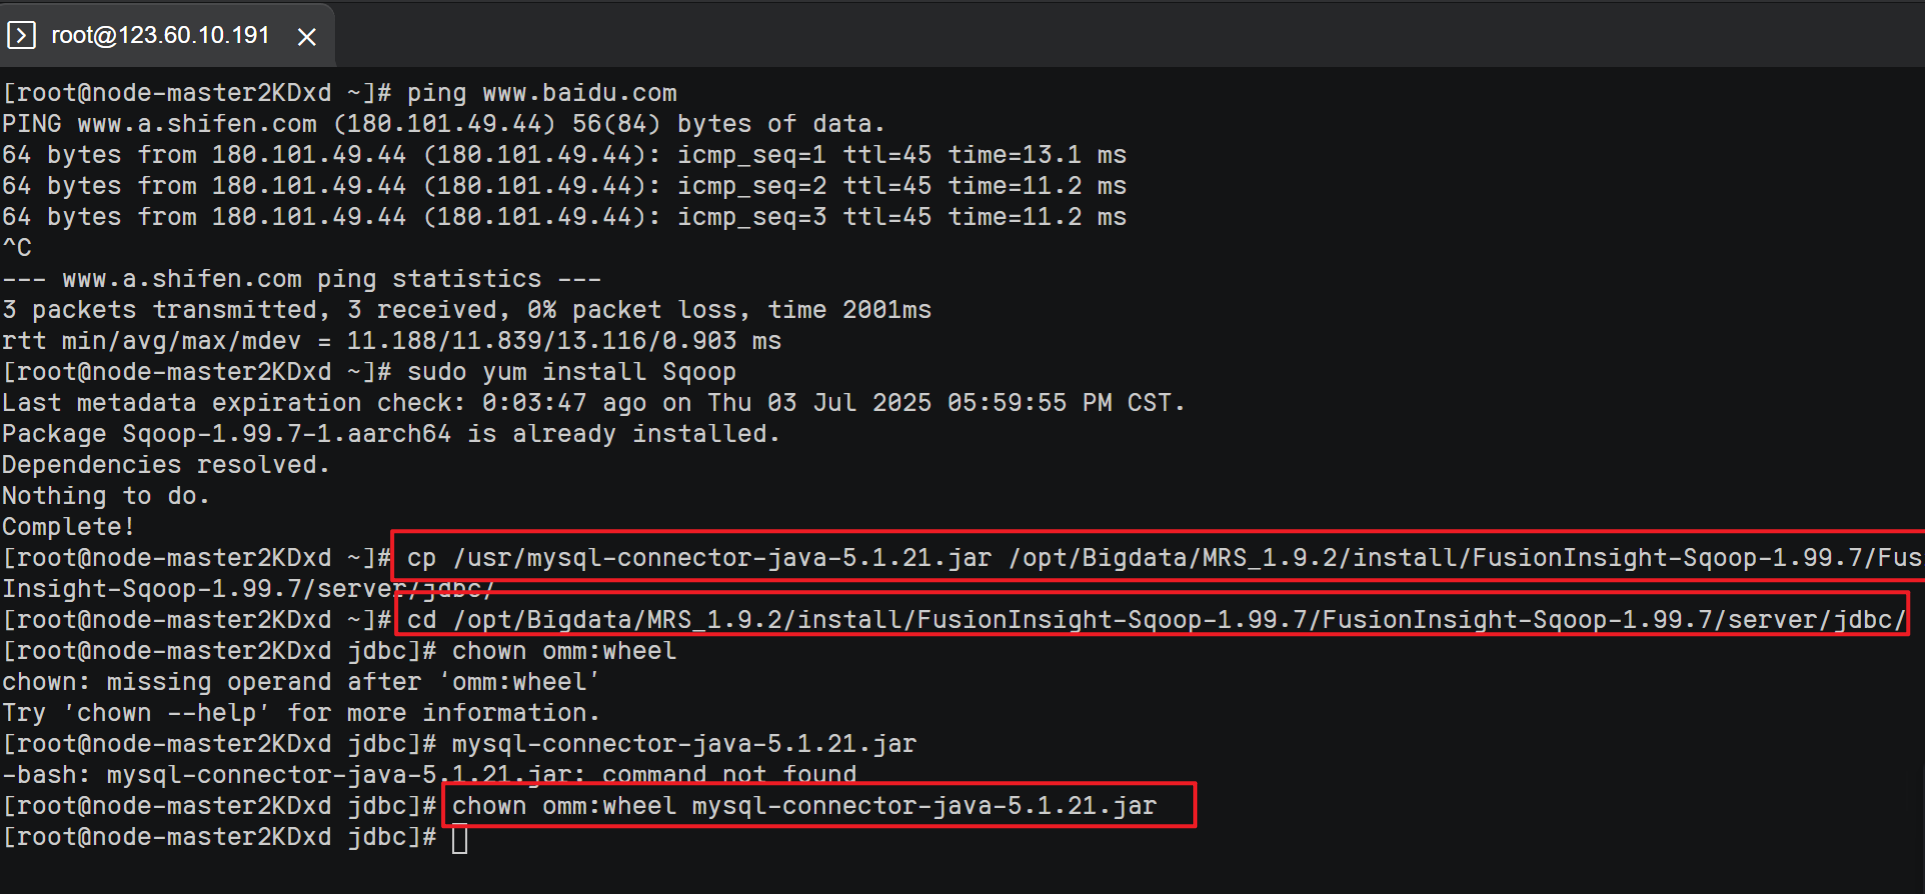 root@123.60.10.191
[root@node-master2KDxd ~]# ping www.baidu.com
PING www.a.shifen.com (180.101.49.44) 56(84) bytes of data.
64 bytes from 180.101.49.44 (180.101.49.44): icmp_seq=1 ttl=45 time=13.1 ms
64 bytes from 180.101.49.44 (180.101.49.44): icmp_seq=2 ttl=45 time=11.2 ms
64 bytes from 180.101.49.44 (180.101.49.44): icmp_seq=3 ttl=45 time=11.2 ms
^C
--- www.a.shifen.com ping statistics ---
3 packets transmitted, 3 received, 0% packet loss, time 2001ms
rtt min/avg/max/mdev = 11.188/11.839/13.116/0.903 ms
[root@node-master2KDxd ~]# sudo yum install Sqoop
Last metadata expiration check: 0:03:47 ago on Thu 03 Jul 2025 05:59:55 PM CST.
Package Sqoop-1.99.7-1.aarch64 is already installed.
Dependencies resolved.
Nothing to do.
Complete!
[root@node-master2KDxd ~]# cp /usr/mysql-connector-java-5.1.21.jar /opt/Bigdata/MRS_1.9.2/install/FusionInsight-Sqoop-1.99.7/Fus
Insight-Sqoop-1.99.7/server/jdbc/
[root@node-master2KDxd ~]# cd /opt/Bigdata/MRS_1.9.2/install/FusionInsight-Sqoop-1.99.7/FusionInsight-Sqoop-1.99.7/server/jdbc/
[root@node-master2KDxd jdbc]# chown omm:wheel
chown: missing operand after ‘omm:wheel’
Try 'chown --help' for more information.
[root@node-master2KDxd jdbc]# mysql-connector-java-5.1.21.jar
-bash: mysql-connector-java-5.1.21.jar: command not found
[root@node-master2KDxd jdbc]# chown omm:wheel mysql-connector-java-5.1.21.jar
[root@node-master2KDxd jdbc]#